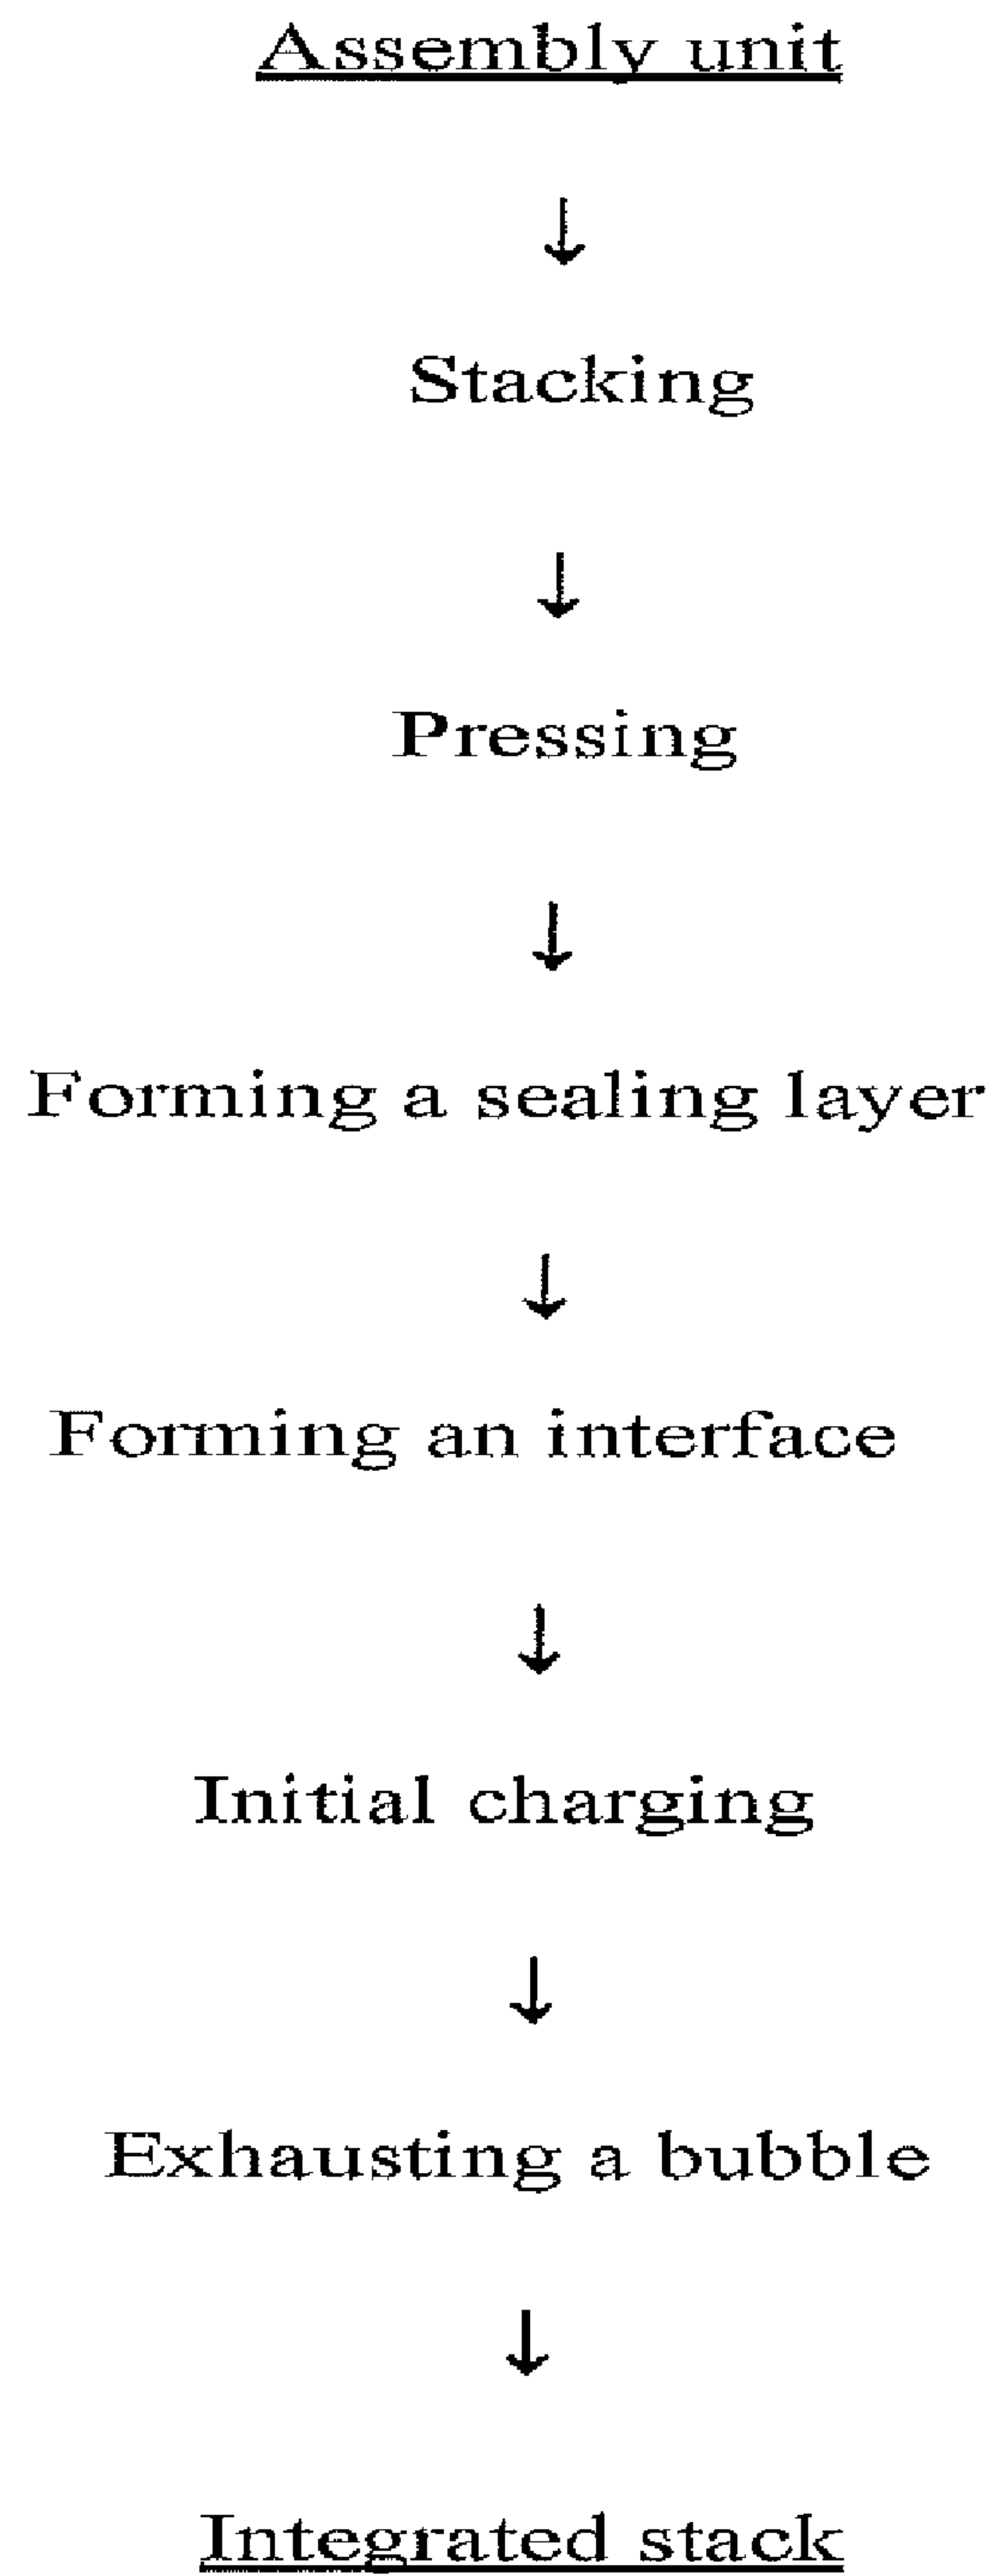 Assembly unit
↓
Stacking
↓
Pressing
↓
Forming a sealing layer
↓
Forming an interface
↓
Initial charging
↓
Exhausting a bubble
↓
Integrated stack